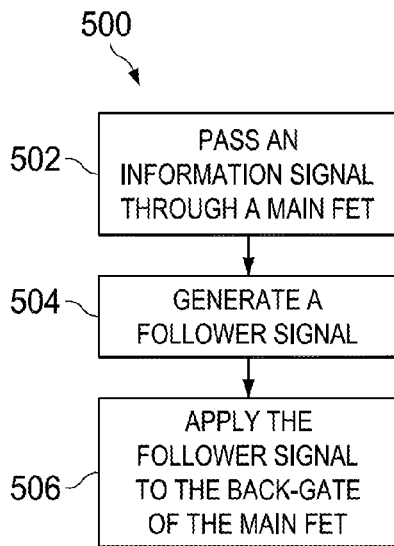 500
502
PASS AN
INFORMATION SIGNAL
THROUGH A MAIN FET
504
GENERATE A
FOLLOWER SIGNAL
506
APPLY THE
FOLLOWER SIGNAL
TO THE BACK-GATE
OF THE MAIN FET